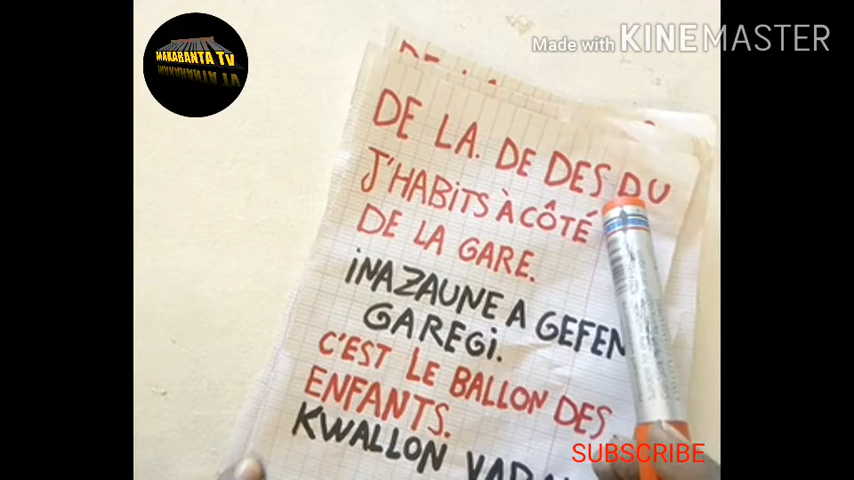 MAKARANTA TV
Made with KINEMASTER
DE LA. DE DES DU
J'HABITS À CÔTÉ
DE LA GARE.
iNAZAUNE A GEFEN
GAREGi.
C'EST LE BALLON DES
ENFANTS.
KWALLON
SUBSCRIBE